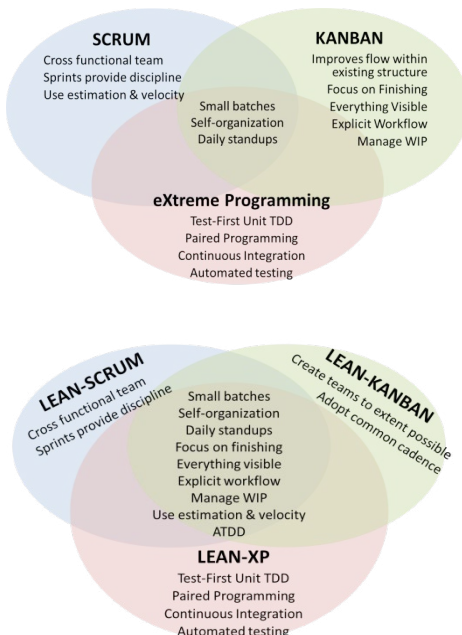 SCRUM
Cross functional team
Sprints provide discipline
Use estimation & velocity
KANBAN
Improves flow within
existing structure
Focus on Finishing
Everything Visible
Explicit Workflow
Manage WIP
Small batches
Self-organization
Daily standups
eXtreme Programming
Test-First Unit TDD
Paired Programming
Continuous Integration
Automated testing
LEAN-SCRUM
Cross functional team
Sprints provide discipline
LEAN-KANBAN
Create teams to extent possible
Adopt common cadence
Small batches
Self-organization
Daily standups
Focus on finishing
Everything visible
Explicit workflow
Manage WIP
Use estimation & velocity
ATDD
LEAN-XP
Test-First Unit TDD
Paired Programming
Continuous Integration
Automated testing